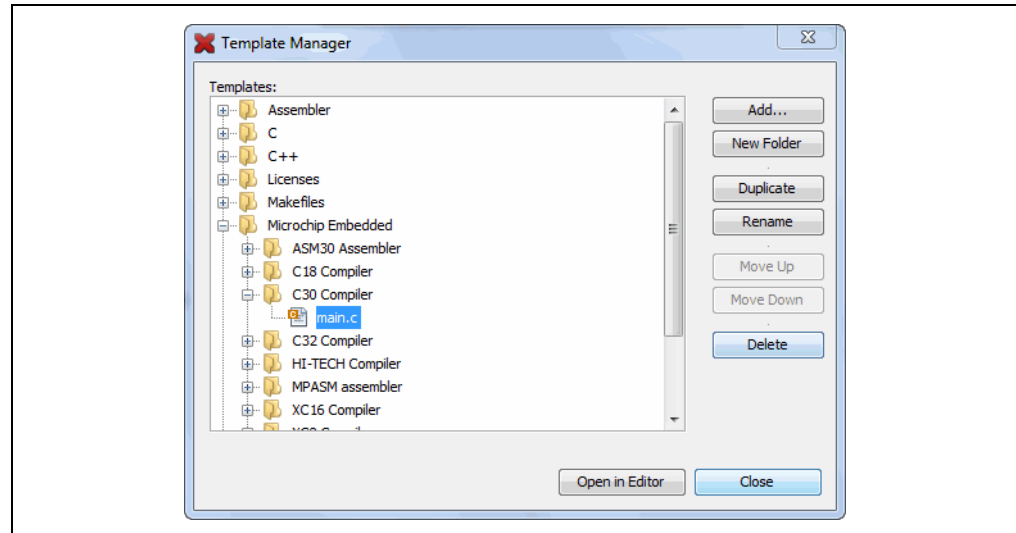 Template Manager
Templates:
Assembler
C
C++
Licenses
Makefiles
Microchip Embedded
ASM30 Assembler
C18 Compiler
C30 Compiler
main.c
C32 Compiler
HI-TECH Compiler
MPASM assembler
XC16 Compiler
Add...
New Folder
Duplicate
Rename
Move Up
Move Down
Delete
Open in Editor
Close